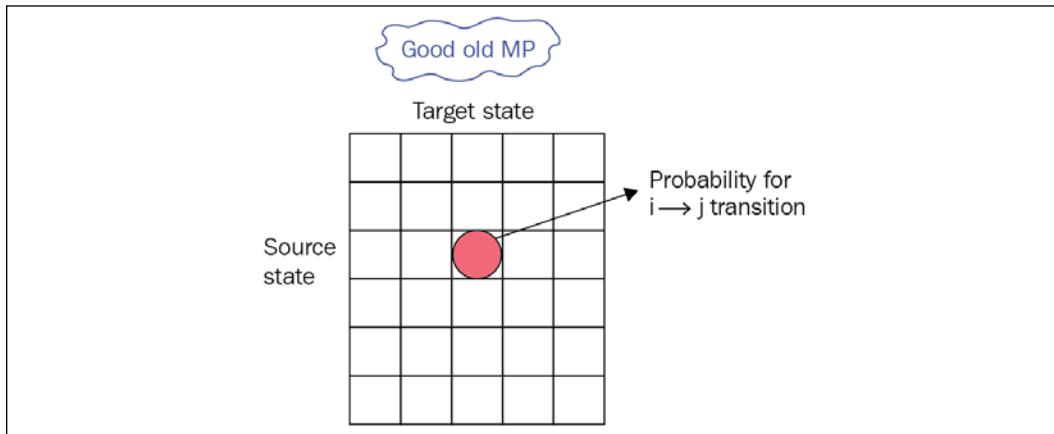 Good old MP
Target state
Probability for
i ⟶ j transition
Source
state